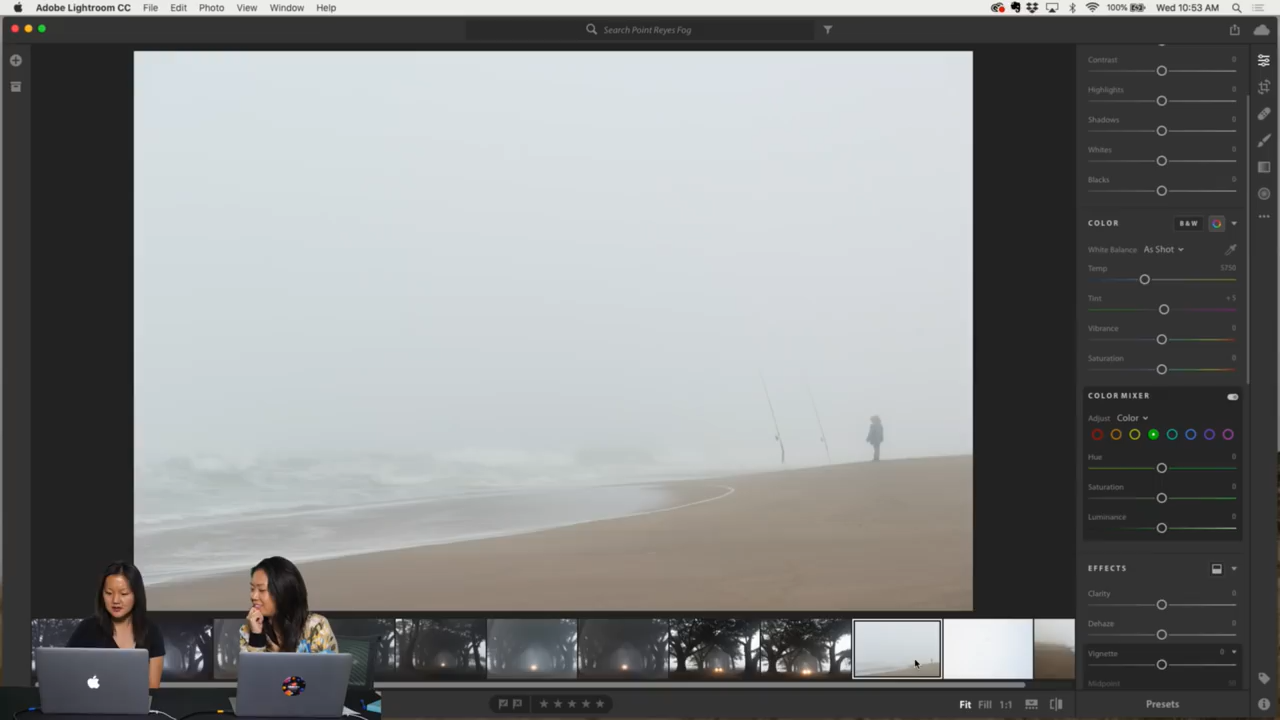 Adobe Lightroom CC File Edit Photo View Window Help 100% Wed 10:53 AM
Search Point Reyes Fog
Contrast 0
Highlights 0
Shadows 0
Whites 0
Blacks 0
COLOR B&W
White Balance As Shot
Temp 5750
Tint + 5
Vibrance 0
Saturation 0
COLOR MIXER
Adjust Color
Hue 0
Saturation 0
Luminance 0
EFFECTS
Clarity 0
Dehaze 0
Vignette 0
Midpoint 50
Fit Fill 1:1 Presets